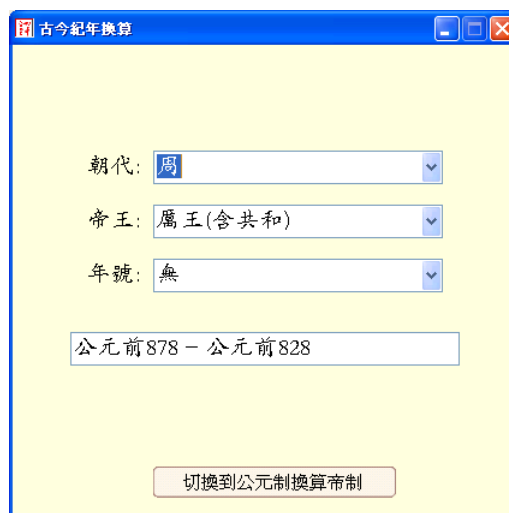 古今紀年換算
朝代: 周
帝王: 厲王(含共和)
年號: 無
公元前878 - 公元前828
切換到公元制換算帝制